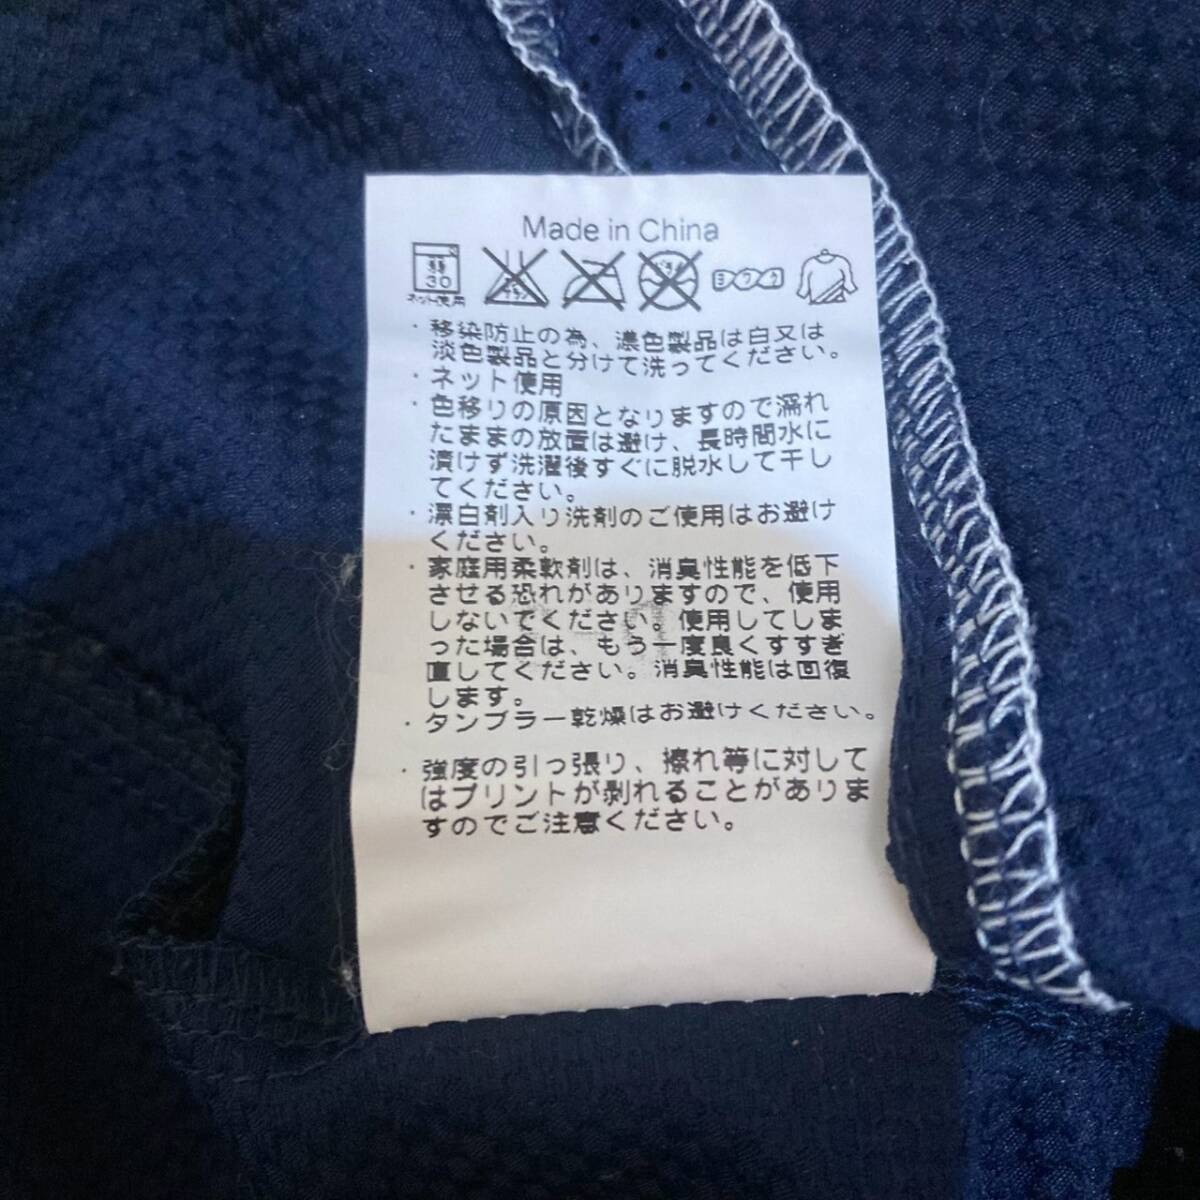 Made in China
弱 30 エンソサラシ ドライ ヨワク
ネット使用
・移染防止の為、濃色製品は白又は
淡色製品と分けて洗ってください。
・ネット使用
・色移りの原因となりますので濡れ
たままの放置は避け、長時間水に
漬けず洗濯後すぐに脱水して干し
てください。
・漂白剤入り洗剤のご使用はお避け
ください。
・家庭用柔軟剤は、消臭性能を低下
させる恐れがありますので、使用
しないでください。使用してしま
った場合は、もう一度良くすすぎ
直してください。消臭性能は回復
します。
・タンブラー乾燥はお避けください。
・強度の引っ張り、擦れ等に対して
はプリントが剥れることがありま
すのでご注意ください。